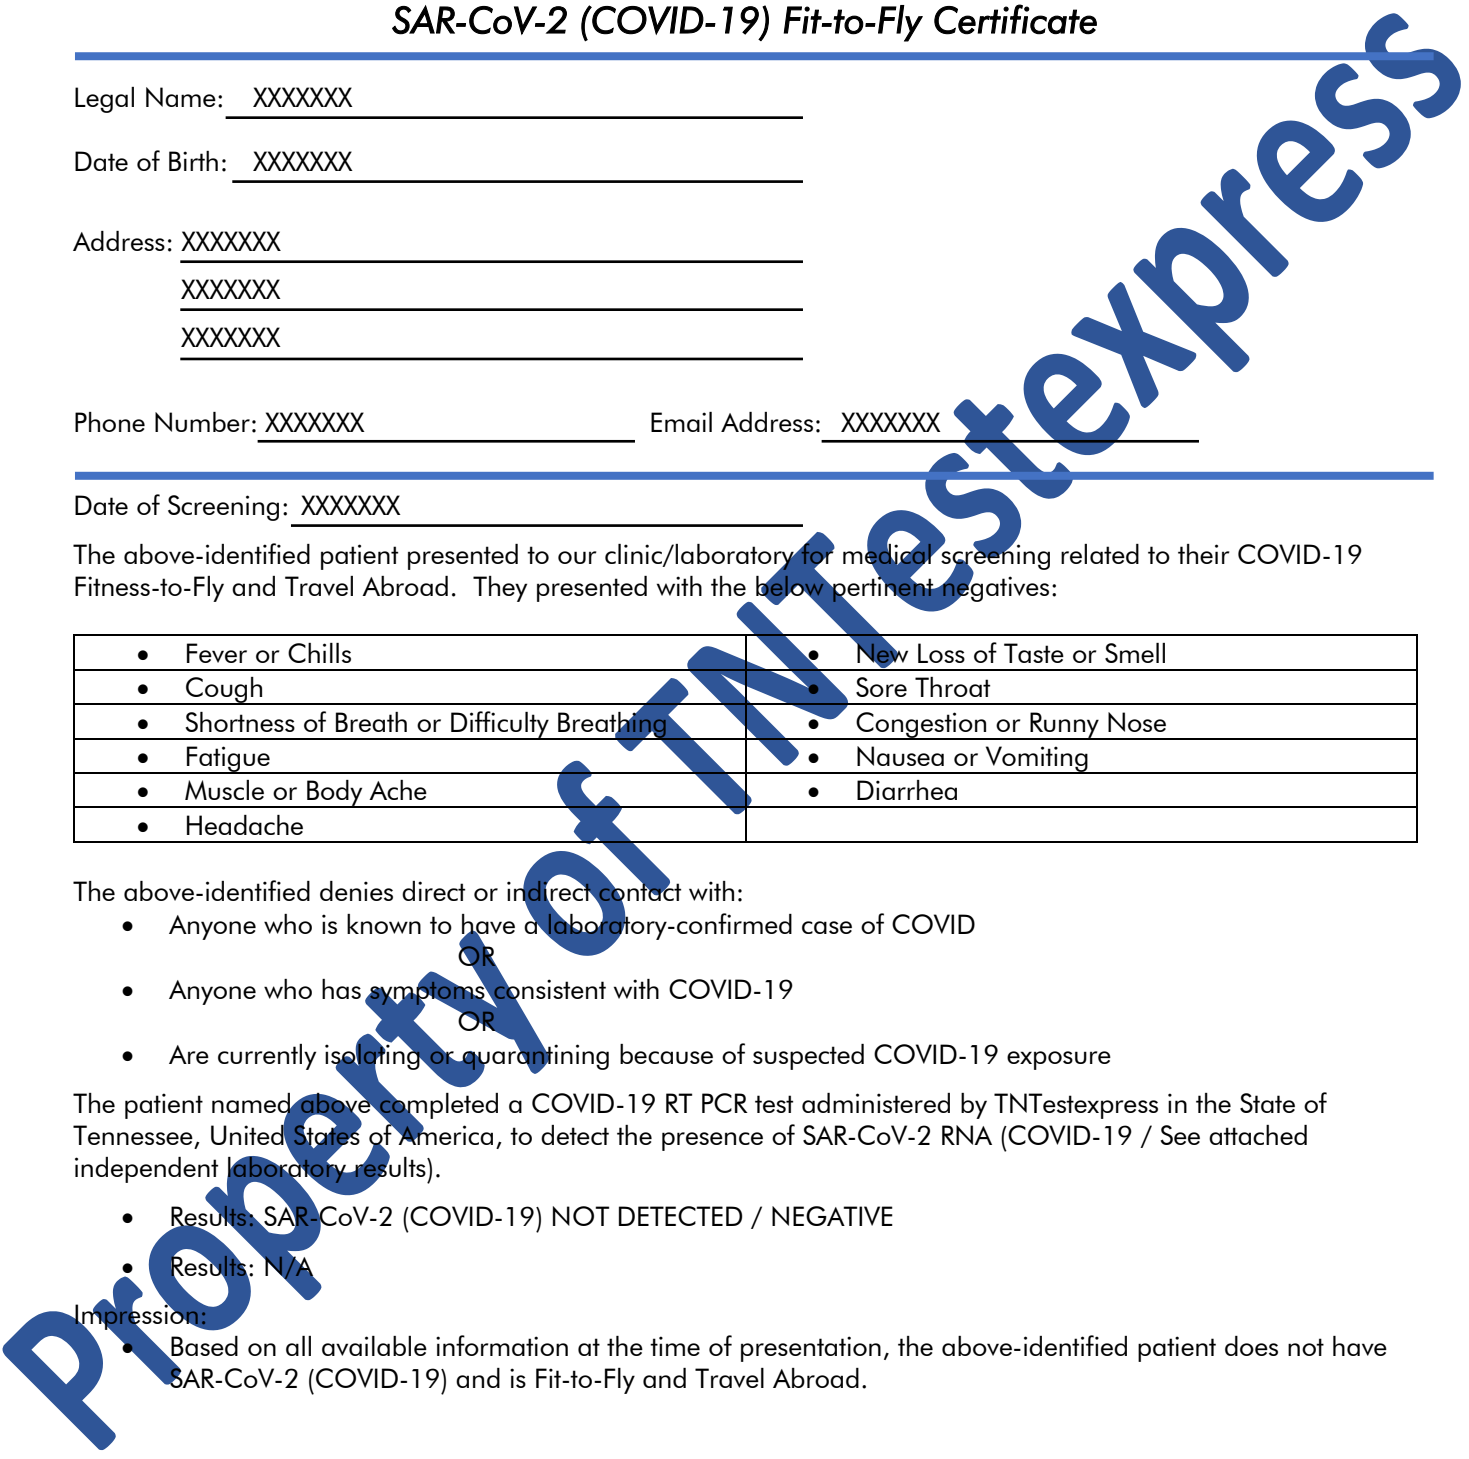 SAR-CoV-2 (COVID-19) Fit-to-Fly Certificate
Legal Name: XXXXXXX
Date of Birth: XXXXXXX
Address: XXXXXXX
XXXXXXX
XXXXXXX
Phone Number: XXXXXXX Email Address: XXXXXXX
Date of Screening: XXXXXXX
The above-identified patient presented to our clinic/laboratory for medical screening related to their COVID-19
Fitness-to-Fly and Travel Abroad. They presented with the below pertinent negatives:
• Fever or Chills • New Loss of Taste or Smell
• Cough • Sore Throat
• Shortness of Breath or Difficulty Breathing • Congestion or Runny Nose
• Fatigue • Nausea or Vomiting
• Muscle or Body Ache • Diarrhea
• Headache
The above-identified denies direct or indirect contact with:
• Anyone who is known to have a laboratory-confirmed case of COVID
OR
• Anyone who has symptoms consistent with COVID-19
OR
• Are currently isolating or quarantining because of suspected COVID-19 exposure
The patient named above completed a COVID-19 RT PCR test administered by TNTestexpress in the State of
Tennessee, United States of America, to detect the presence of SAR-CoV-2 RNA (COVID-19 / See attached
independent laboratory results).
• Results: SAR-CoV-2 (COVID-19) NOT DETECTED / NEGATIVE
• Results: N/A
Impression:
• Based on all available information at the time of presentation, the above-identified patient does not have
SAR-CoV-2 (COVID-19) and is Fit-to-Fly and Travel Abroad.
Property of TNTestexpress